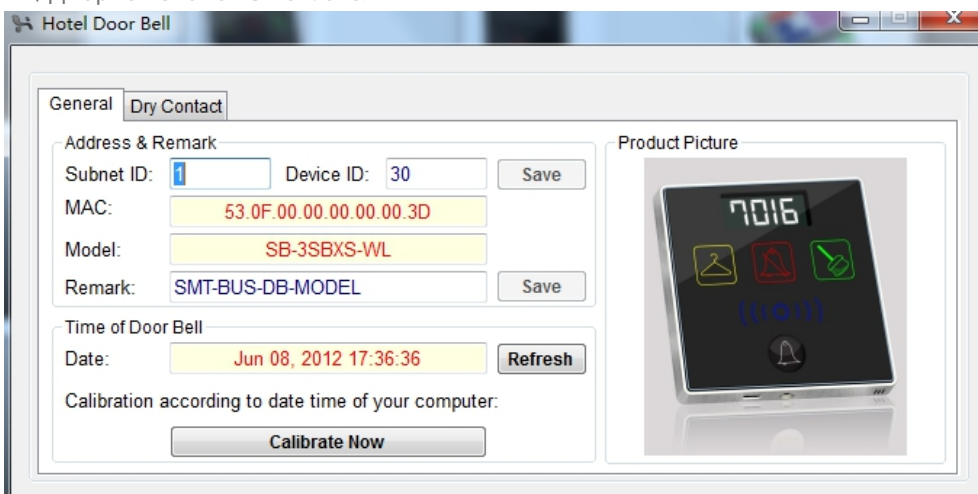 Hotel Door Bell
General Dry Contact
Address & Remark
Subnet ID: 1 Device ID: 30 Save
MAC: 53.0F.00.00.00.00.00.3D
Model: SB-3SBXS-WL
Remark: SMT-BUS-DB-MODEL Save
Time of Door Bell
Date: Jun 08, 2012 17:36:36 Refresh
Calibration according to date time of your computer:
Calibrate Now
Product Picture
7016